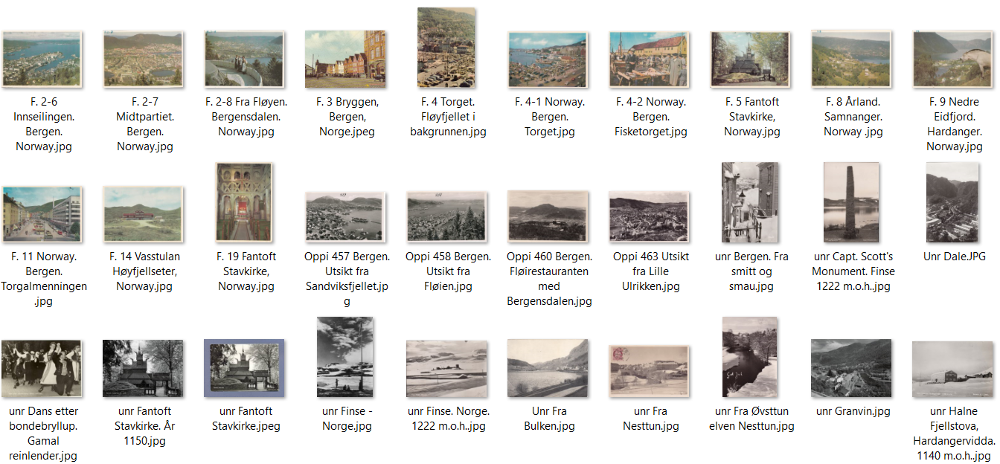 F. 2-6
Innseilingen.
Bergen.
Norway.jpg
F. 2-7
Midtpartiet.
Bergen.
Norway.jpg
F. 2-8 Fra Fløyen.
Bergensdalen.
Norway.jpg
F. 3 Bryggen,
Bergen,
Norge.jpeg
F. 4 Torget.
Fløyfjellet i
bakgrunnen.jpg
F. 4-1 Norway.
Bergen.
Torget.jpg
F. 4-2 Norway.
Bergen.
Fisketorget.jpg
F. 5 Fantoft
Stavkirke,
Norway.jpg
F. 8 Årland.
Samnanger.
Norway .jpg
F. 9 Nedre
Eidfjord.
Hardanger.
Norway.jpg
F. 11 Norway.
Bergen.
Torgalmenningen
.jpg
F. 14 Vasstulan
Høyfjellseter,
Norway.jpg
F. 19 Fantoft
Stavkirke,
Norway.jpg
Oppi 457 Bergen.
Utsikt fra
Sandviksfjellet.jp
g
Oppi 458 Bergen.
Utsikt fra
Fløien.jpg
Oppi 460 Bergen.
Fløirestauranten
med
Bergensdalen.jpg
Oppi 463 Utsikt
fra Lille
Ulrikken.jpg
unr Bergen. Fra
smitt og
smau.jpg
unr Capt. Scott's
Monument. Finse
1222 m.o.h..jpg
Unr Dale.JPG
unr Dans etter
bondebryllup.
Gamal
reinlender.jpg
unr Fantoft
Stavkirke. År
1150.jpg
unr Fantoft
Stavkirke.jpeg
unr Finse -
Norge.jpg
unr Finse. Norge.
1222 m.o.h..jpg
Unr Fra
Bulken.jpg
unr Fra
Nesttun.jpg
unr Fra Øvsttun
elven Nesttun.jpg
unr Granvin.jpg
unr Halne
Fjellstova,
Hardangervidda.
1140 m.o.h..jpg